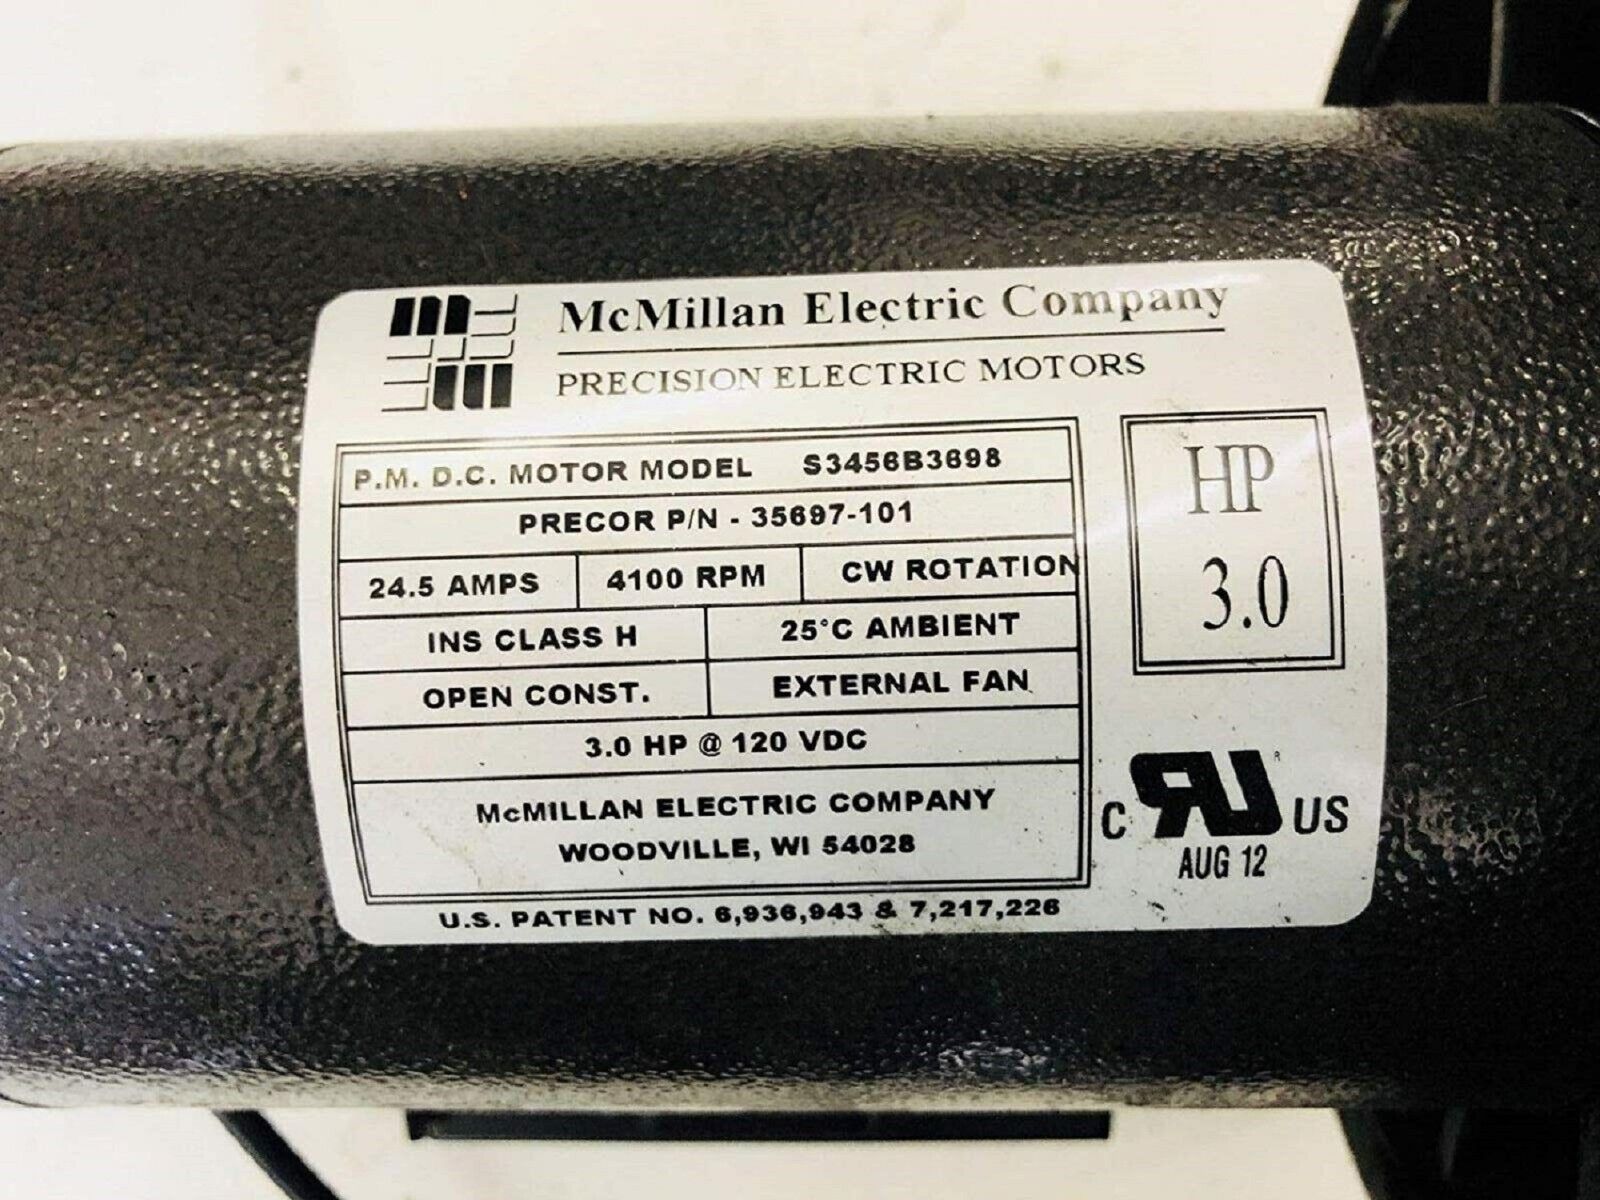 McMillan Electric Company
PRECISION ELECTRIC MOTORS
P.M. D.C. MOTOR MODEL S3456B3698
PRECOR P/N - 35697-101
24.5 AMPS 4100 RPM CW ROTATION
INS CLASS H 25°C AMBIENT
OPEN CONST. EXTERNAL FAN
3.0 HP @ 120 VDC
McMILLAN ELECTRIC COMPANY
WOODVILLE, WI 54028
U.S. PATENT NO. 6,936,943 & 7,217,226
HP
3.0
C RU® US
AUG 12